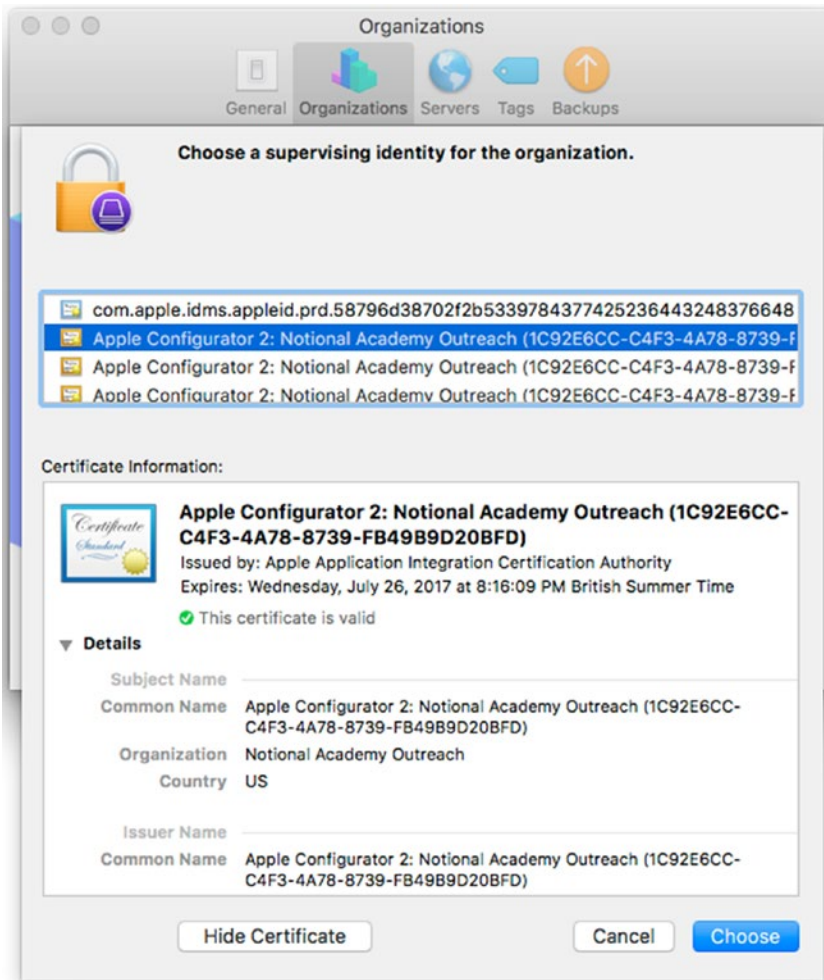 Organizations
General Organizations Servers Tags Backups
Choose a supervising identity for the organization.
com.apple.idms.appleid.prd.58796d38702f2b5339784377425236443248376648
Apple Configurator 2: Notional Academy Outreach (1C92E6CC-C4F3-4A78-8739-F
Apple Configurator 2: Notional Academy Outreach (1C92E6CC-C4F3-4A78-8739-F
Apple Configurator 2: Notional Academy Outreach (1C92E6CC-C4F3-4A78-8739-F
Certificate Information:
Certificate
Standard
Apple Configurator 2: Notional Academy Outreach (1C92E6CC-
C4F3-4A78-8739-FB49B9D20BFD)
Issued by: Apple Application Integration Certification Authority
Expires: Wednesday, July 26, 2017 at 8:16:09 PM British Summer Time
This certificate is valid
Details
Subject Name
Common Name Apple Configurator 2: Notional Academy Outreach (1C92E6CC-
C4F3-4A78-8739-FB49B9D20BFD)
Organization Notional Academy Outreach
Country US
Issuer Name
Common Name Apple Configurator 2: Notional Academy Outreach (1C92E6CC-
C4F3-4A78-8739-FB49B9D20BFD)
Hide Certificate Cancel Choose